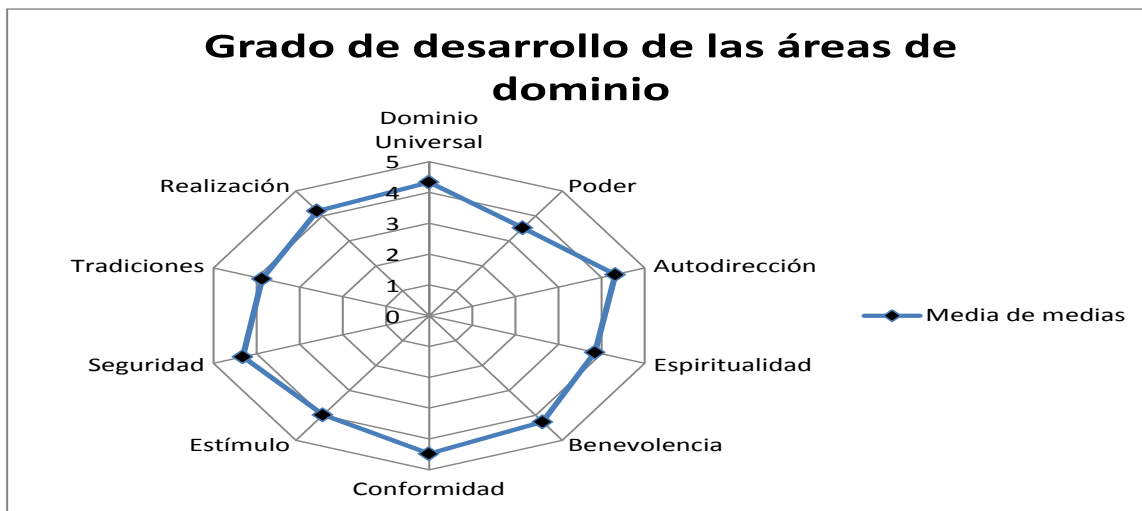 Grado de desarrollo de las áreas de
dominio
Dominio
Universal
Poder
Autodirección
Espiritualidad
Benevolencia
Conformidad
Estímulo
Seguridad
Tradiciones
Realización
5
4
3
2
1
0
Media de medias